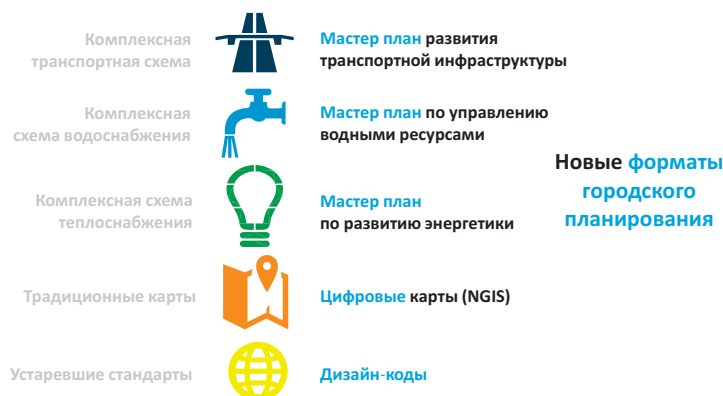 Комплексная
транспортная схема
Мастер план развития
транспортной инфраструктуры
Комплексная
схема водоснабжения
Мастер план по управлению
водными ресурсами
Комплексная схема
теплоснабжения
Мастер план
по развитию энергетики
Новые форматы
городского
планирования
Традиционные карты
Цифровые карты (NGIS)
Устаревшие стандарты
Дизайн-коды